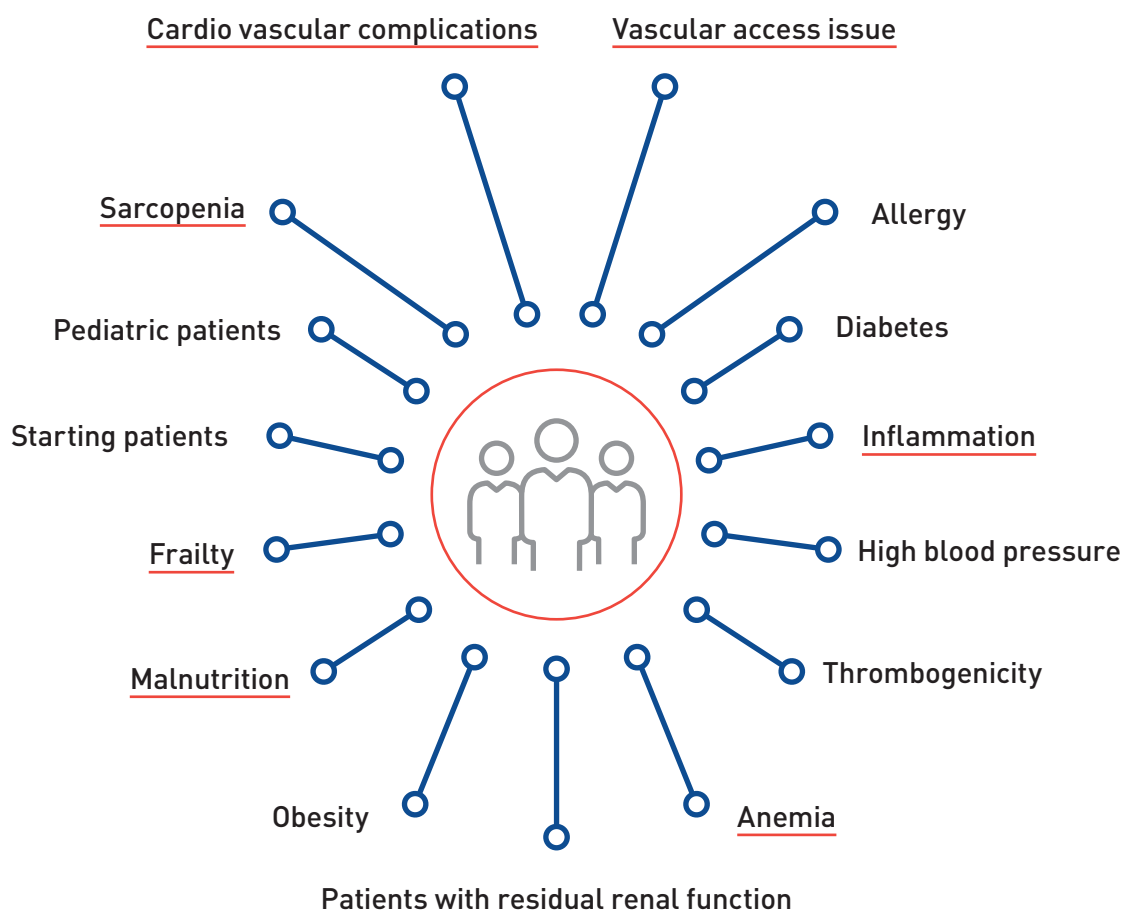 Cardio vascular complications
Vascular access issue
Sarcopenia
Allergy
Pediatric patients
Diabetes
Starting patients
Inflammation
Frailty
High blood pressure
Malnutrition
Thrombogenicity
Obesity
Anemia
Patients with residual renal function